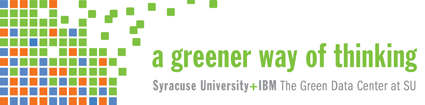 a greener way of thinking
Syracuse University+IBM The Green Data Center at SU